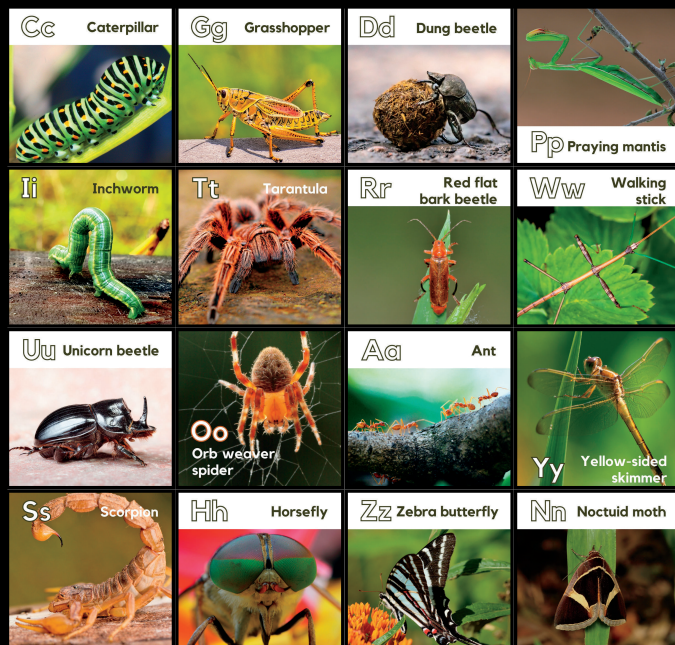 Cc Caterpillar
Gg Grasshopper
Dd Dung beetle
Pp Praying mantis
Ii Inchworm
Tt Tarantula
Rr Red flat
bark beetle
Ww Walking
stick
Uu Unicorn beetle
Oo
Orb weaver
spider
Aa Ant
Yy Yellow-sided
skimmer
Ss Scorpion
Hh Horsefly
Zz Zebra butterfly
Nn Noctuid moth